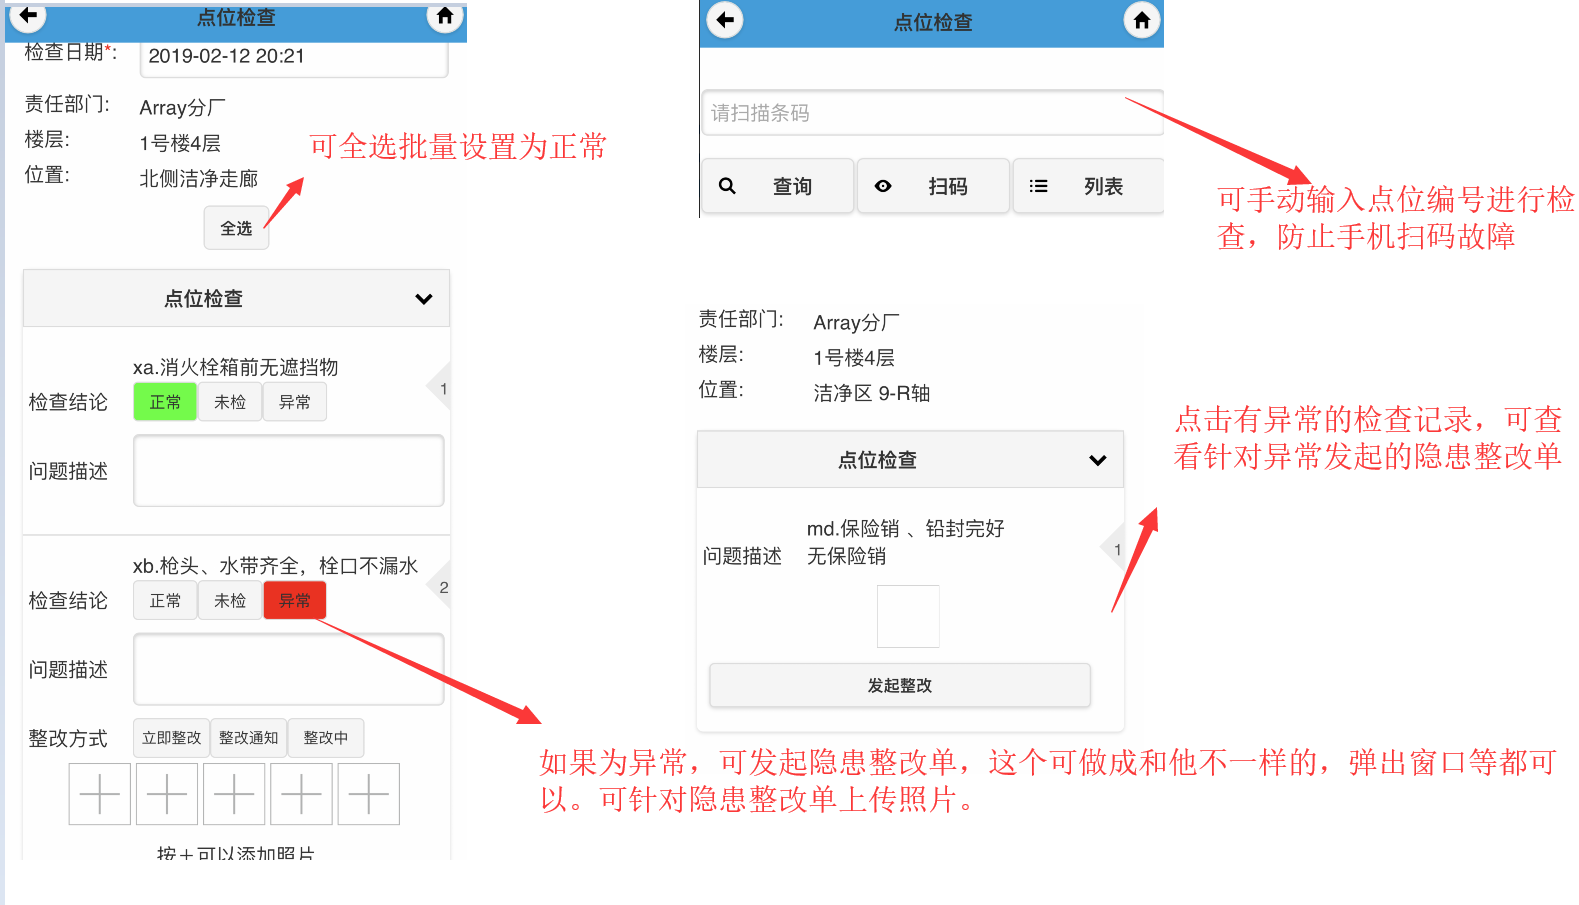 点位检查
检查日期*: 2019-02-12 20:21
责任部门: Array分厂
楼层: 1号楼4层
位置: 北侧洁净走廊
全选
可全选批量设置为正常
点位检查
xa.消火栓箱前无遮挡物
1
检查结论 正常 未检 异常
问题描述
xb.枪头、水带齐全，栓口不漏水
2
检查结论 正常 未检 异常
问题描述
整改方式 立即整改 整改通知 整改中
按＋可以添加照片
点位检查
请扫描条码
查询 扫码 列表
可手动输入点位编号进行检
查，防止手机扫码故障
责任部门: Array分厂
楼层: 1号楼4层
位置: 洁净区 9-R轴
点位检查
md.保险销 、铅封完好
1
问题描述 无保险销
发起整改
点击有异常的检查记录，可查
看针对异常发起的隐患整改单
如果为异常，可发起隐患整改单，这个可做成和他不一样的，弹出窗口等都可
以。可针对隐患整改单上传照片。